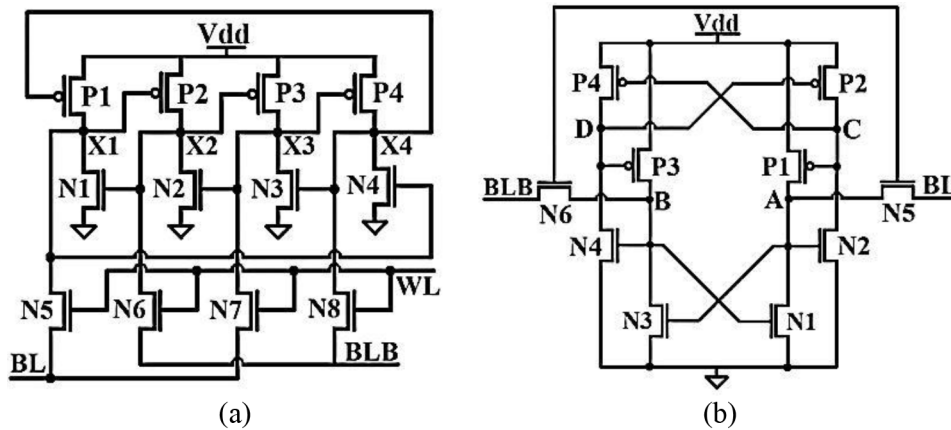 Vdd
P1 P2 P3 P4
X1 X2 X3 X4
N1 N2 N3 N4
WL
N5 N6 N7 N8
BL BLB
(a)
Vdd
P4 P2
D C
P3 P1
BLB N6 B A N5 BL
N4 N2
N3 N1
(b)